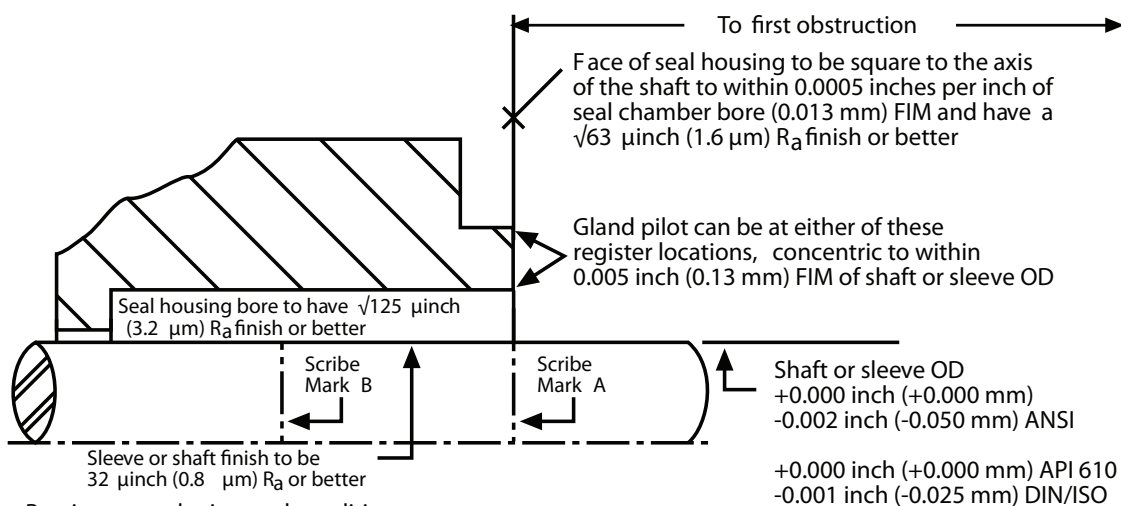 To first obstruction
Face of seal housing to be square to the axis
of the shaft to within 0.0005 inches per inch of
seal chamber bore (0.013 mm) FIM and have a
√63 µinch (1.6 µm) Ra finish or better
Gland pilot can be at either of these
register locations, concentric to within
0.005 inch (0.13 mm) FIM of shaft or sleeve OD
Seal housing bore to have √125 µinch
(3.2 µm) Ra finish or better
Scribe
Mark B
Scribe
Mark A
Shaft or sleeve OD
+0.000 inch (+0.000 mm)
-0.002 inch (-0.050 mm) ANSI
+0.000 inch (+0.000 mm) API 610
-0.001 inch (-0.025 mm) DIN/ISO
Sleeve or shaft finish to be
32 µinch (0.8 µm) Ra or better